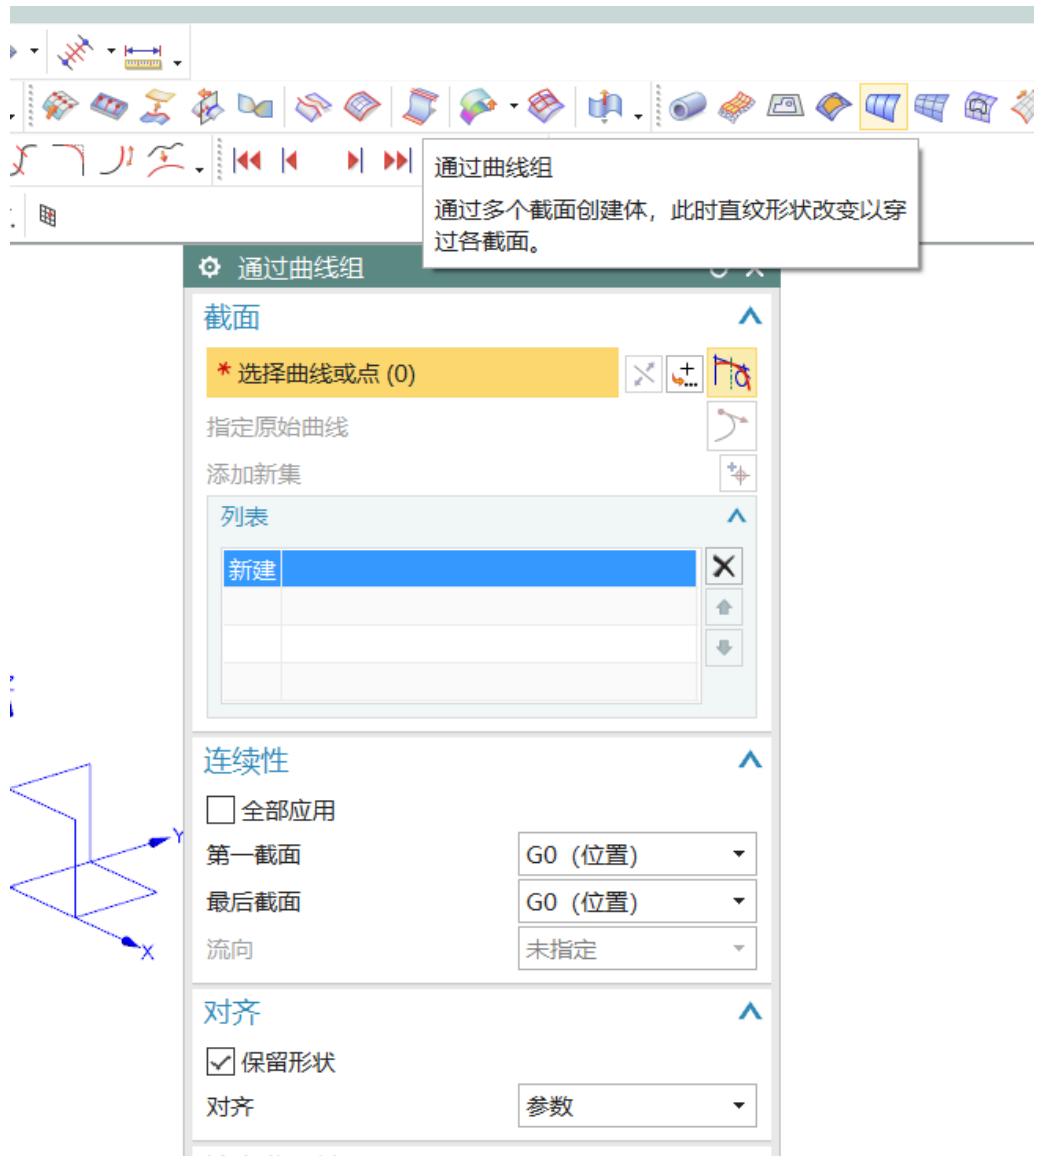 通过曲线组
通过多个截面创建体，此时直纹形状改变以穿
过各截面。
通过曲线组
截面
* 选择曲线或点 (0)
指定原始曲线
添加新集
列表
新建
连续性
全部应用
第一截面
G0（位置）
最后截面
G0（位置）
流向
未指定
对齐
保留形状
对齐
参数
Y
X